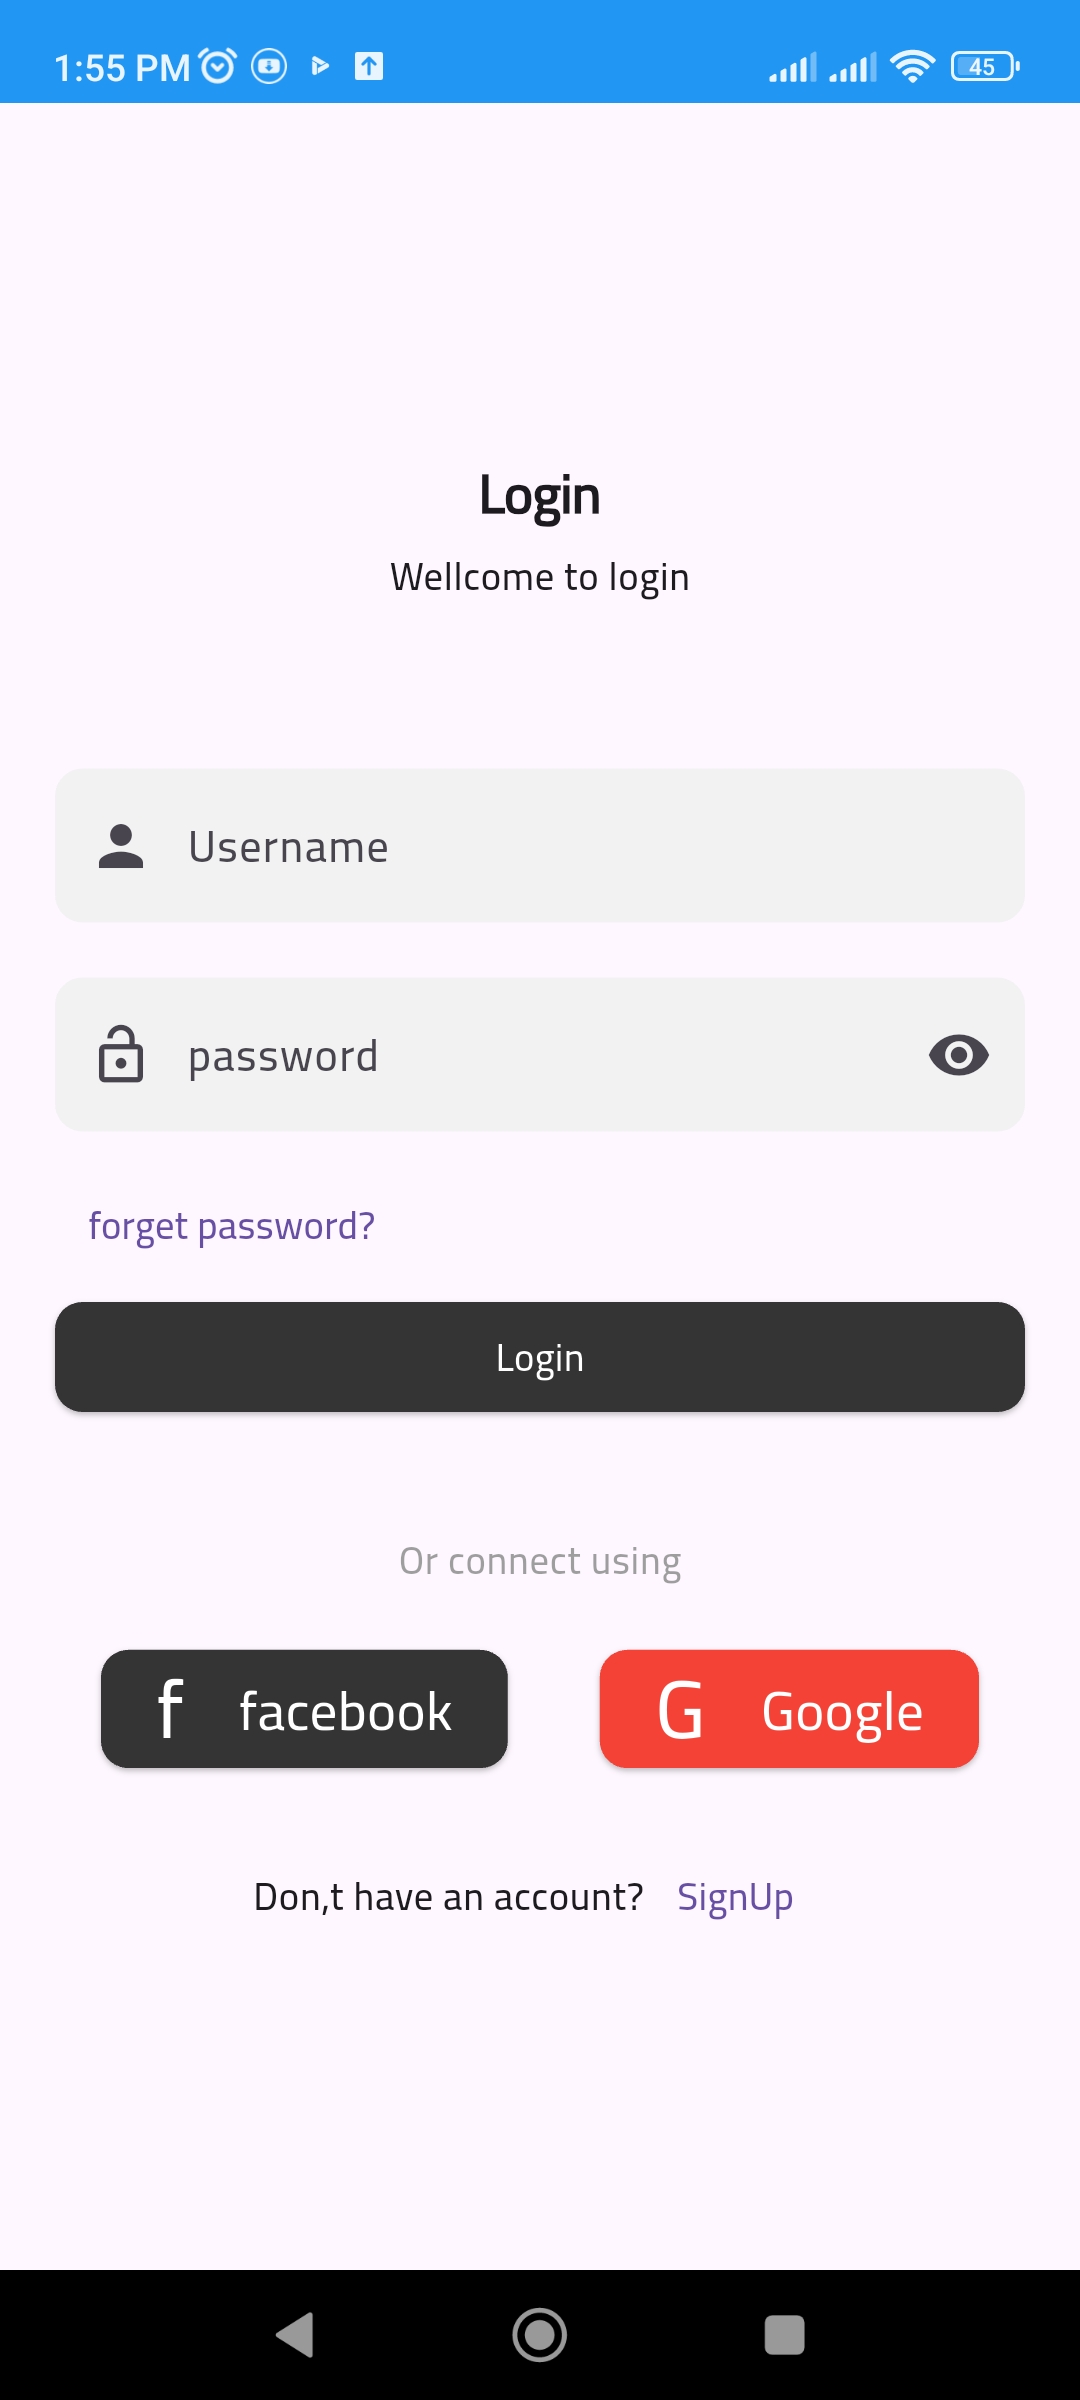 1:55 PM 45
Login
Wellcome to login
Username
password
forget password?
Login
Or connect using
f facebook G Google
Don,t have an account? SignUp